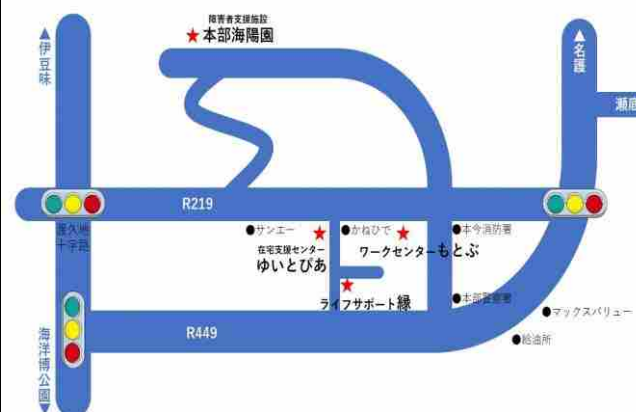 障害者支援施設
★本部海陽園
▲伊豆味
▲名護
瀬底
R219
渡久地
十字路
●サンエー
●かねひで
●本今消防署
在宅支援センター
ゆいとぴあ
ワークセンターもとぶ
ライフサポート縁
●本部警察署
●マックスバリュー
R449
●給油所
海洋博公園▼